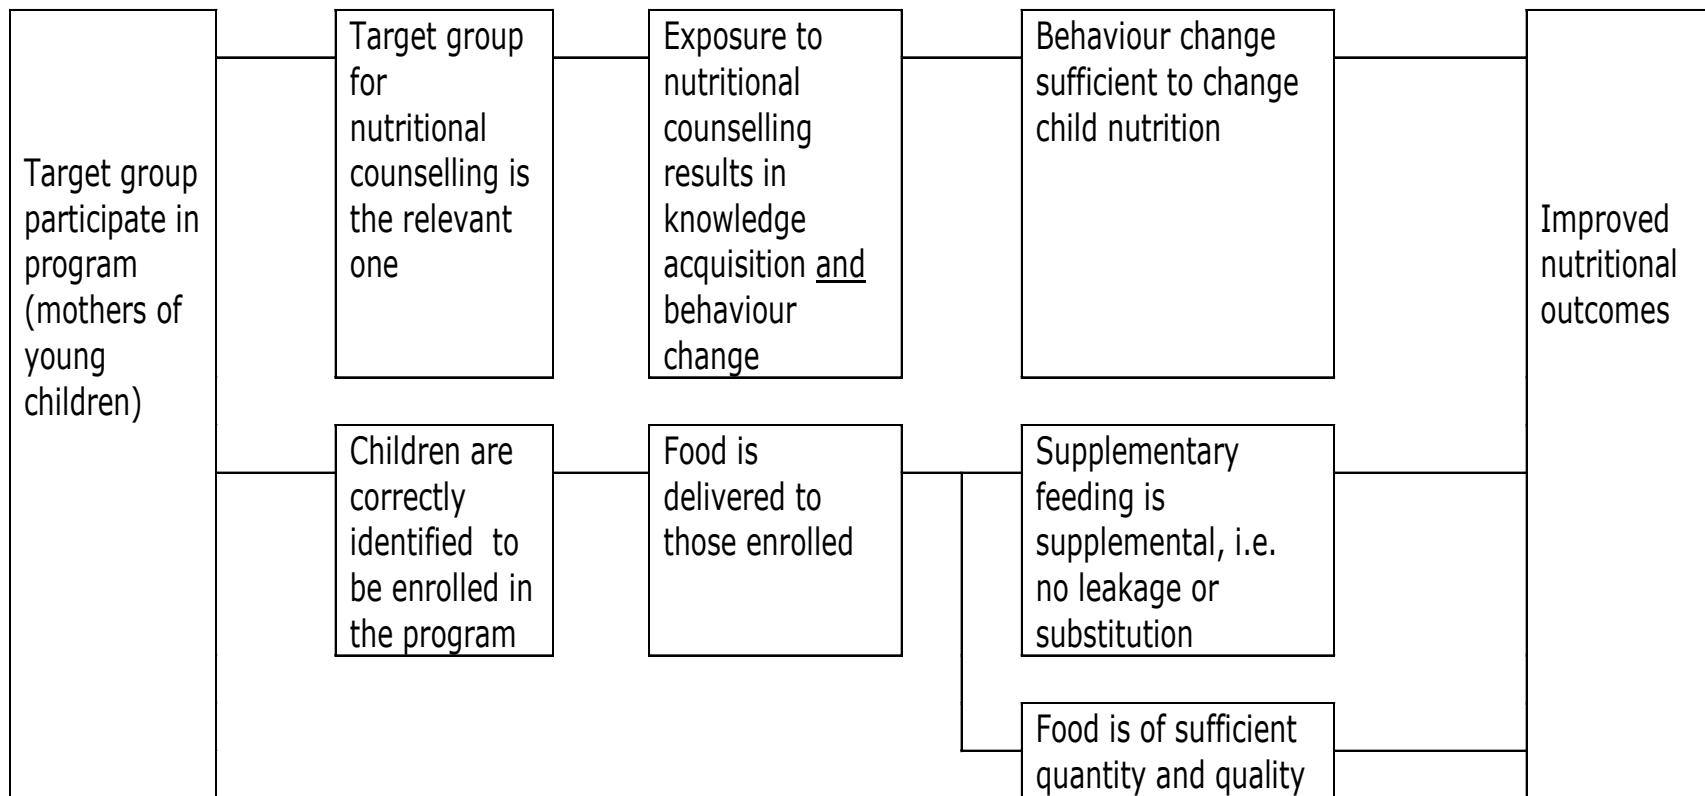 Target group
participate in
program
(mothers of
young
children)
Target group
for
nutritional
counselling is
the relevant
one
Exposure to
nutritional
counselling
results in
knowledge
acquisition and
behaviour
change
Behaviour change
sufficient to change
child nutrition
Children are
correctly
identified to
be enrolled in
the program
Food is
delivered to
those enrolled
Supplementary
feeding is
supplemental, i.e.
no leakage or
substitution
Food is of sufficient
quantity and quality
Improved
nutritional
outcomes